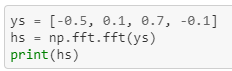 ys = [-0.5, 0.1, 0.7, -0.1]
hs = np.fft.fft(ys)
print(hs)